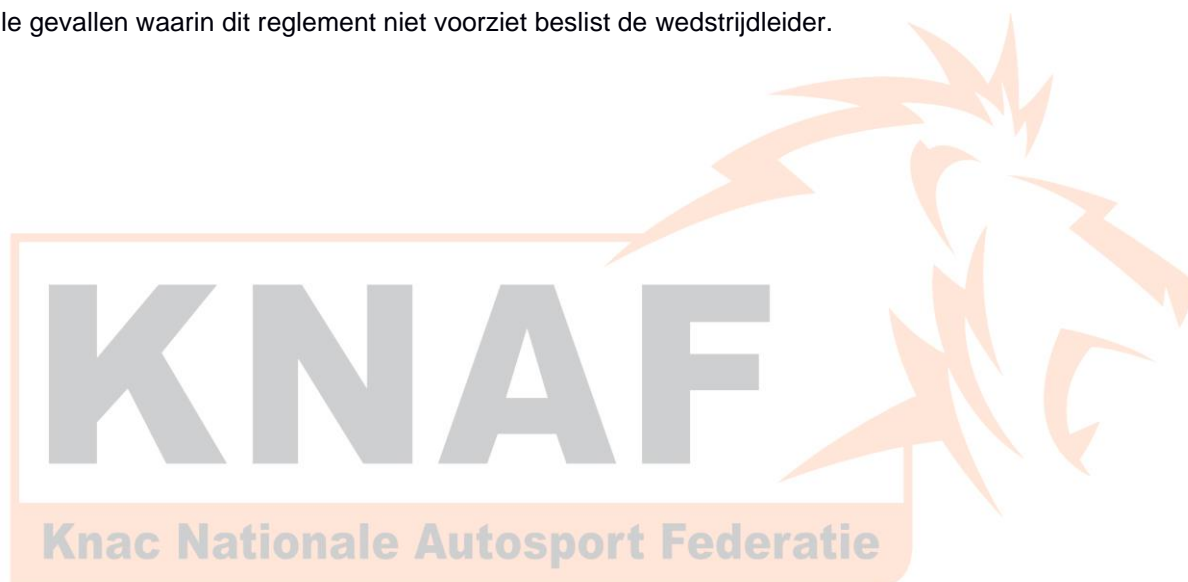 le gevallen waarin dit reglement niet voorziet beslist de wedstrijdleider.
KNAF
Knac Nationale Autosport Federatie